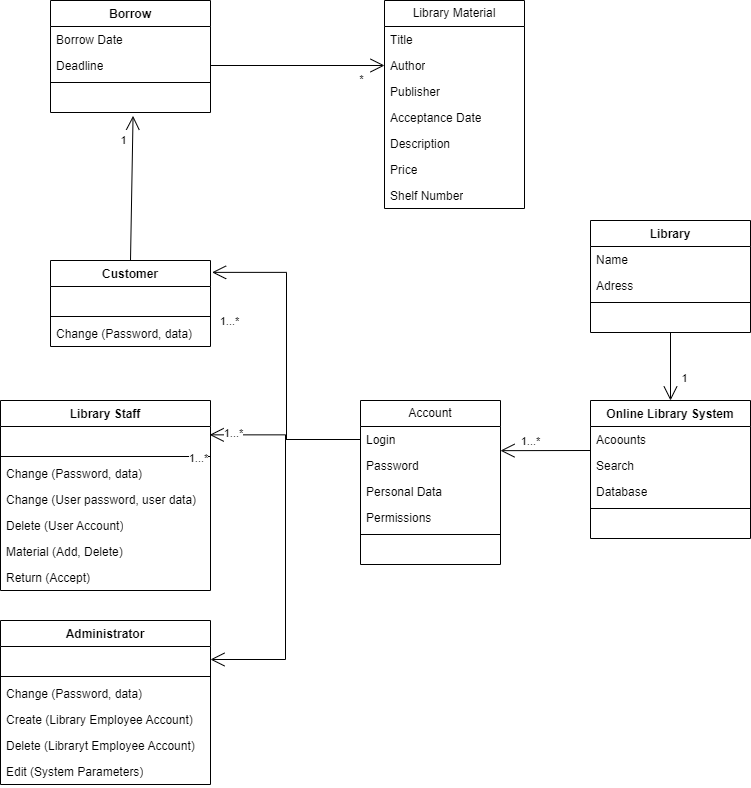 Borrow
Borrow Date
Deadline
Library Material
Title
Author
Publisher
Acceptance Date
Description
Price
Shelf Number
*
1
Library
Name
Adress
Customer
Change (Password, data)
1...*
1
Library Staff
Change (Password, data)
Change (User password, user data)
Delete (User Account)
Material (Add, Delete)
Return (Accept)
1...*
1...*
Account
Login
Password
Personal Data
Permissions
1...*
Online Library System
Acoounts
Search
Database
Administrator
Change (Password, data)
Create (Library Employee Account)
Delete (Libraryt Employee Account)
Edit (System Parameters)